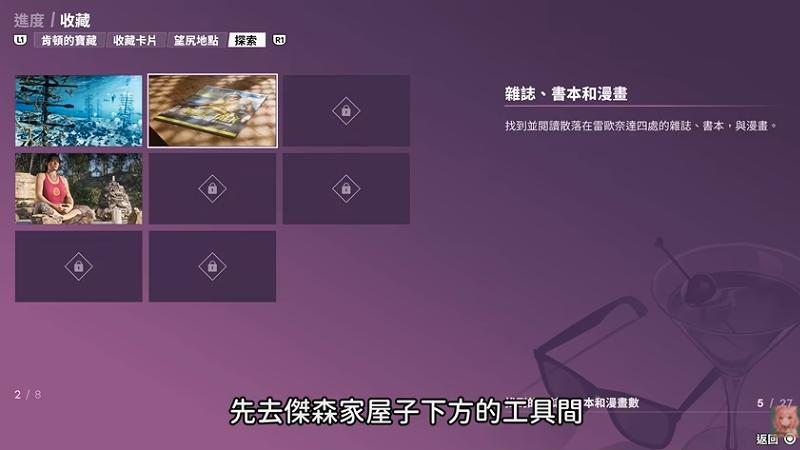 進度 / 收藏
L1 肯頓的寶藏 收藏卡片 望尻地點 探索 R1
雜誌、書本和漫畫
找到並閱讀散落在雷歐奈達四處的雜誌、書本，與漫畫。
2 / 8
本和漫畫數 5 / 27
先去傑森家屋子下方的工具間
返回